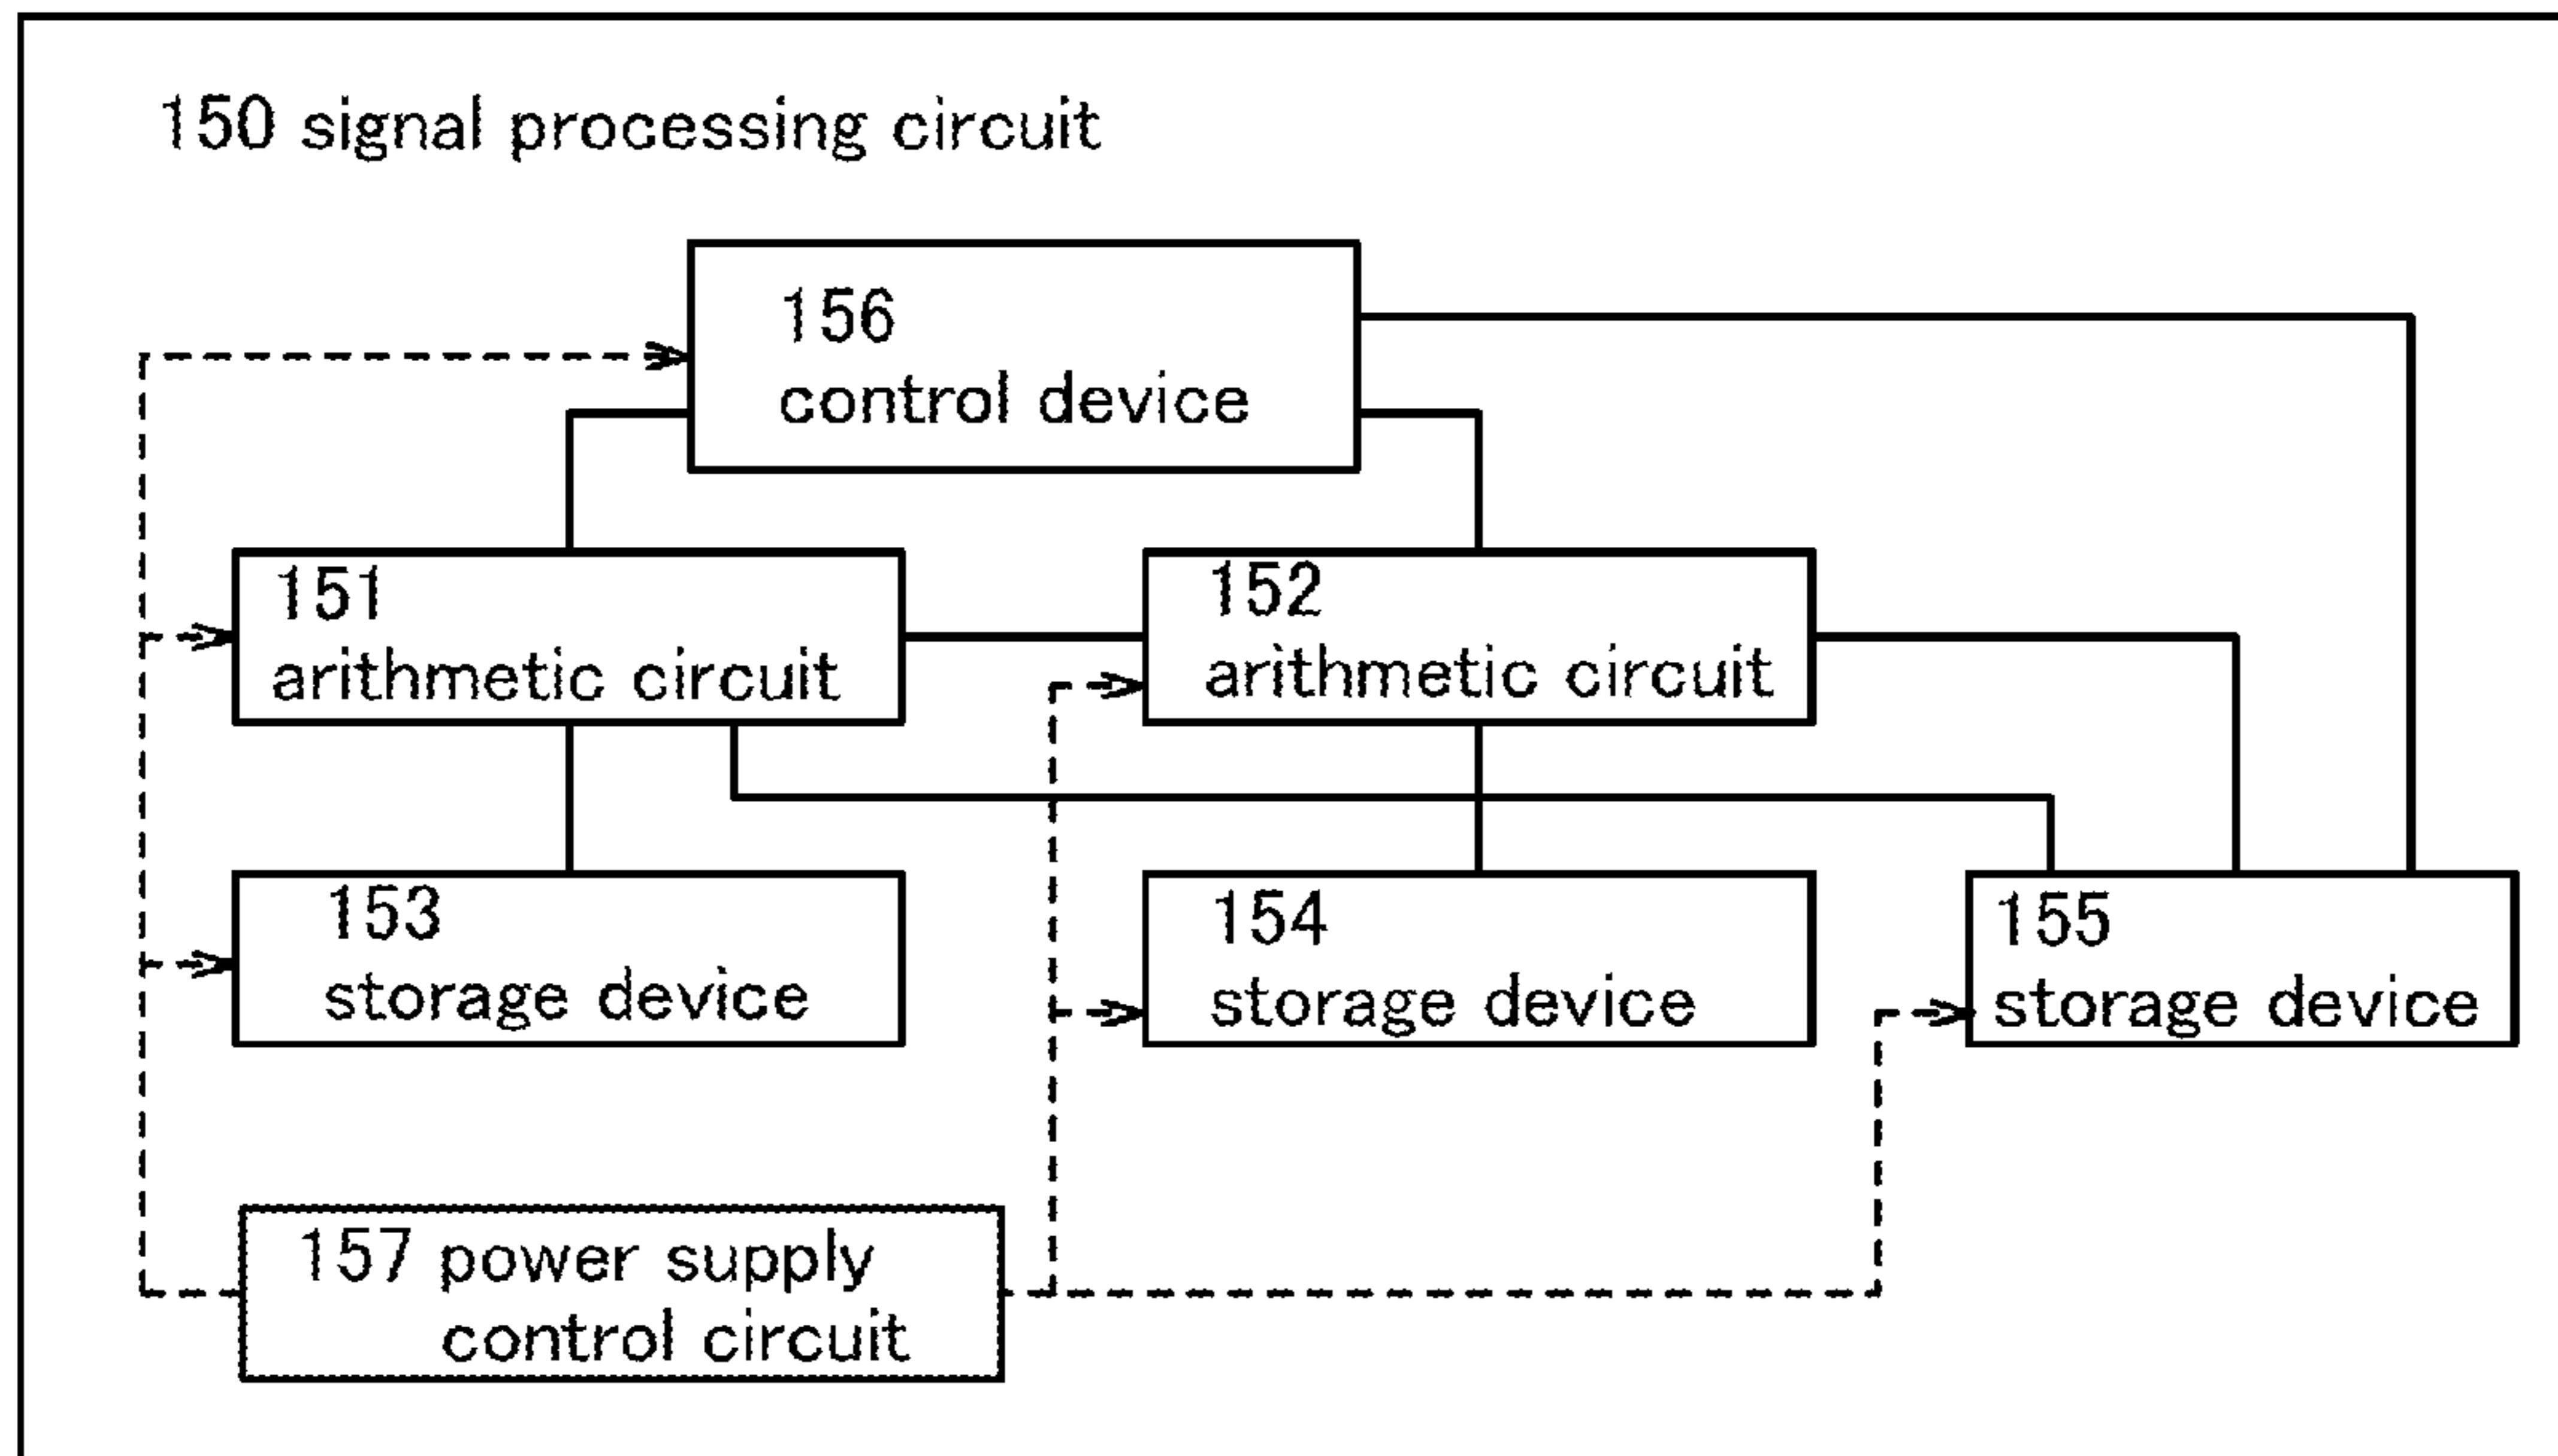 150 signal processing circuit
156
control device
151
arithmetic circuit
152
arithmetic circuit
153
storage device
154
storage device
155
storage device
157 power supply
control circuit